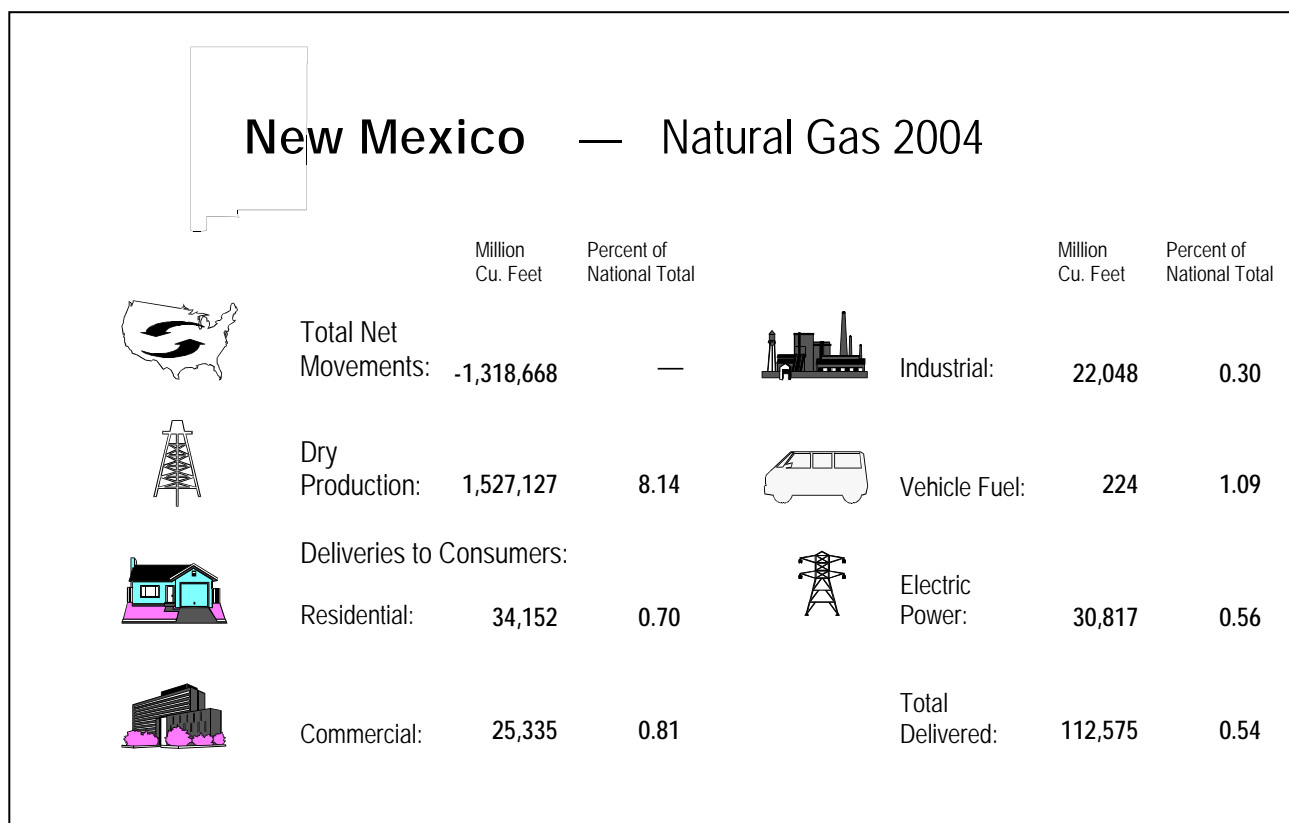 New Mexico — Natural Gas 2004
Million
Cu. Feet
Percent of
National Total
Million
Cu. Feet
Percent of
National Total
Total Net
Movements: -1,318,668 —
Industrial: 22,048 0.30
Dry
Production: 1,527,127 8.14
Vehicle Fuel: 224 1.09
Deliveries to Consumers:
Residential: 34,152 0.70
Electric
Power: 30,817 0.56
Commercial: 25,335 0.81
Total
Delivered: 112,575 0.54